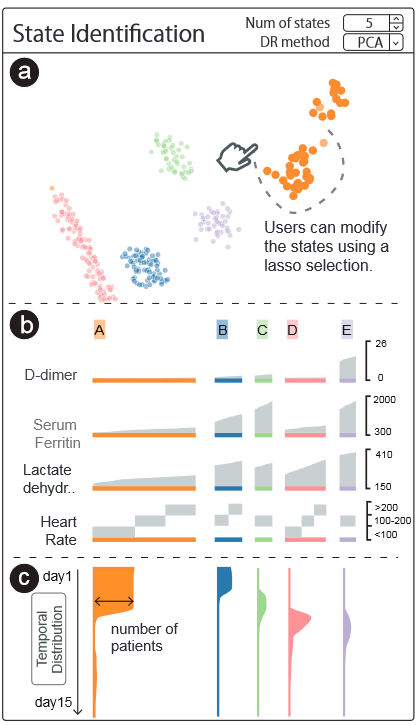 State Identification
Num of states 5
DR method PCA
a
Users can modify
the states using a
lasso selection.
b
A B C D E
D-dimer
26
0
Serum
Ferritin
2000
300
Lactate
dehydr..
410
150
Heart
Rate
>200
100-200
<100
c
day1
Temporal
Distribution
number of
patients
day15